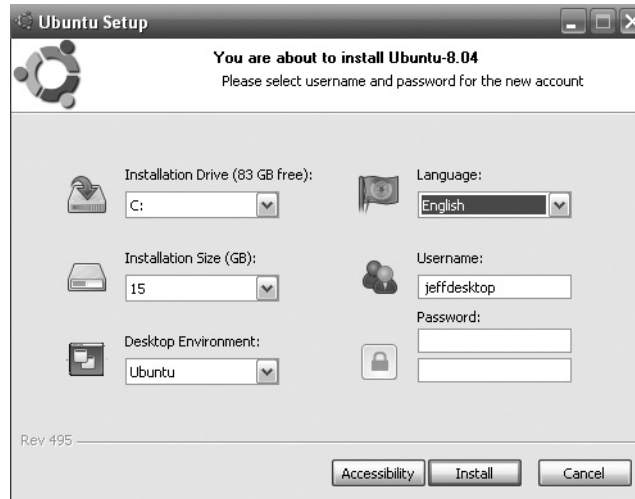 Ubuntu Setup
You are about to install Ubuntu-8.04
Please select username and password for the new account
Installation Drive (83 GB free):
C:
Language:
English
Installation Size (GB):
15
Username:
jeffdesktop
Password:
Desktop Environment:
Ubuntu
Rev 495
Accessibility
Install
Cancel